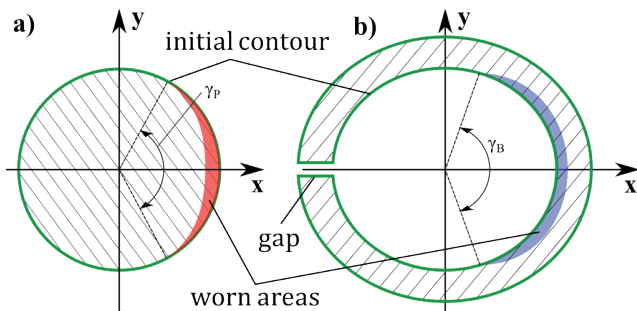 a)
y
initial contour
b)
y
γP
γB
x
x
gap
worn areas